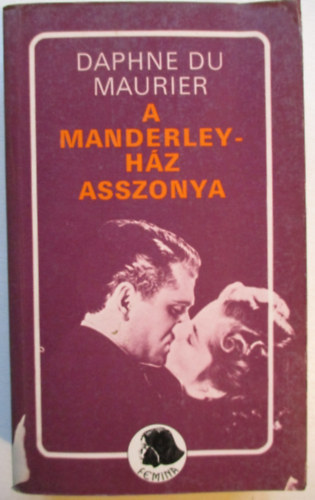 DAPHNE DU
MAURIER
A
MANDERLEY-
HÁZ
ASSZONYA
FEMINA